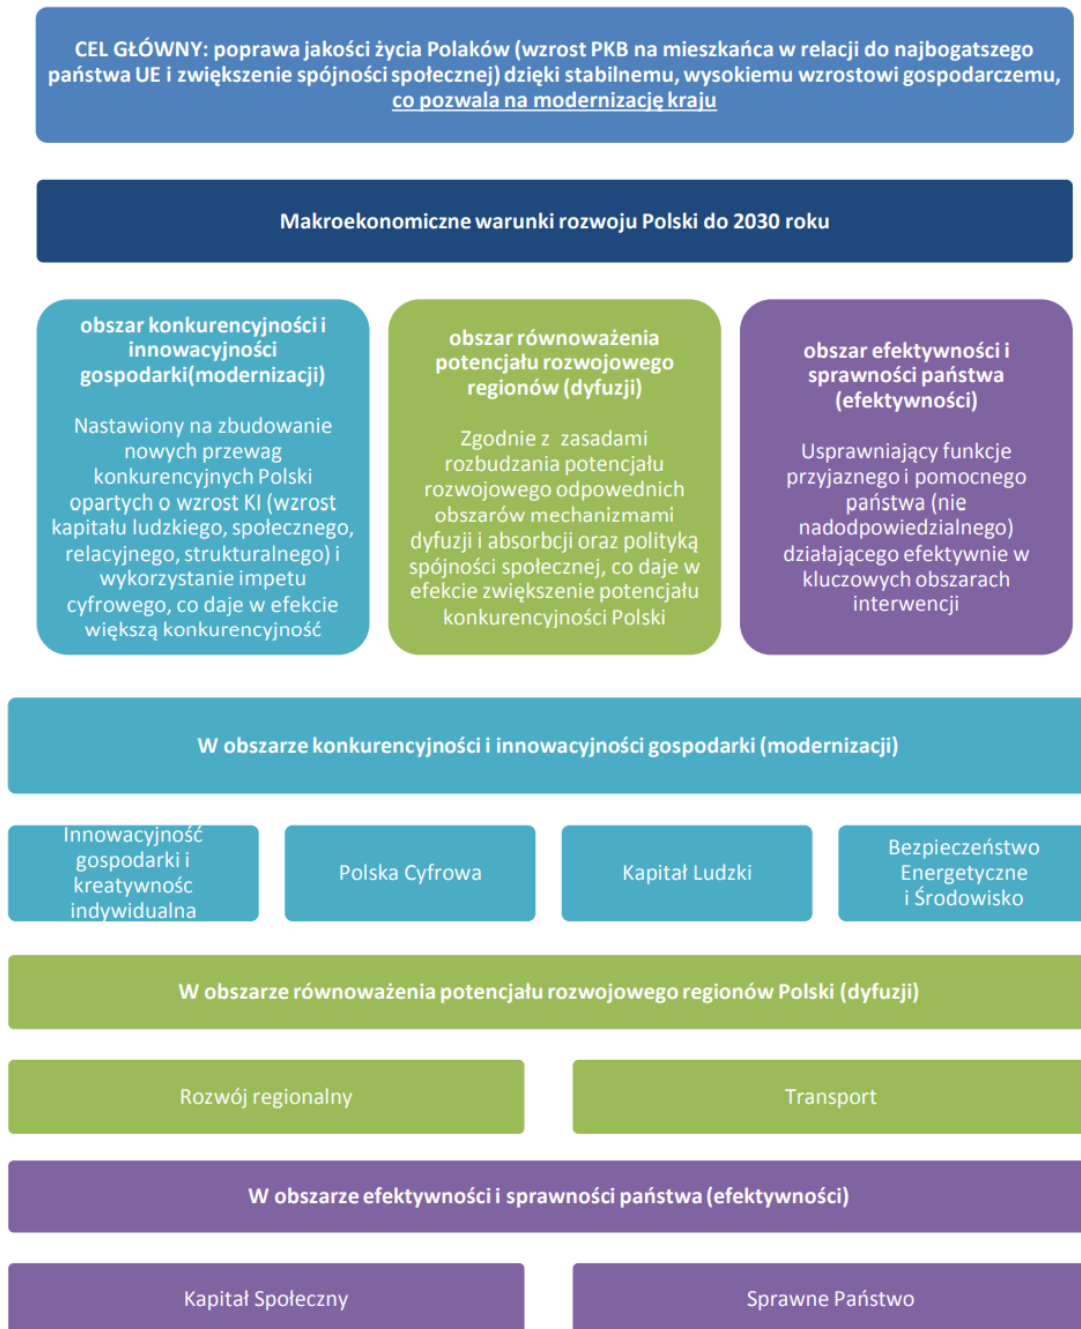 CEL GŁÓWNY: poprawa jakości życia Polaków (wzrost PKB na mieszkańca w relacji do najbogatszego
państwa UE i zwiększenie spójności społecznej) dzięki stabilnemu, wysokiemu wzrostowi gospodarczemu,
co pozwala na modernizację kraju
Makroekonomiczne warunki rozwoju Polski do 2030 roku
obszar konkurencyjności i
innowacyjności
gospodarki(modernizacji)
Nastawiony na zbudowanie
nowych przewag
konkurencyjnych Polski
opartych o wzrost KI (wzrost
kapitału ludzkiego, społecznego,
relacyjnego, strukturalnego) i
wykorzystanie impetu
cyfrowego, co daje w efekcie
większą konkurencyjność
obszar równoważenia
potencjału rozwojowego
regionów (dyfuzji)
Zgodnie z zasadami
rozbudzania potencjału
rozwojowego odpowednich
obszarów mechanizmami
dyfuzji i absorbcji oraz polityką
spójności społecznej, co daje w
efekcie zwiększenie potencjału
konkurencyjności Polski
obszar efektywności i
sprawności państwa
(efektywności)
Usprawniający funkcje
przyjaznego i pomocnego
państwa (nie
nadodpowiedzialnego)
działającego efektywnie w
kluczowych obszarach
interwencji
W obszarze konkurencyjności i innowacyjności gospodarki (modernizacji)
Innowacyjność
gospodarki i
kreatywnośc
indywidualna
Polska Cyfrowa
Kapitał Ludzki
Bezpieczeństwo
Energetyczne
i Środowisko
W obszarze równoważenia potencjału rozwojowego regionów Polski (dyfuzji)
Rozwój regionalny
Transport
W obszarze efektywności i sprawności państwa (efektywności)
Kapitał Społeczny
Sprawne Państwo